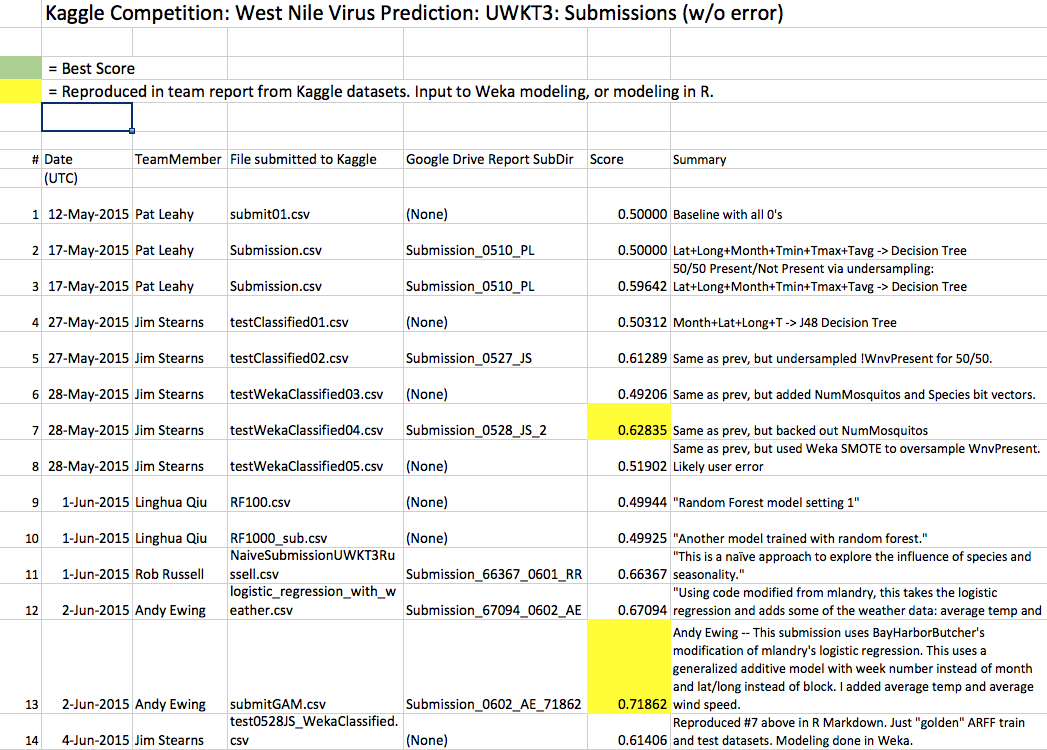 Kaggle Competition: West Nile Virus Prediction: UWKT3: Submissions (w/o error)
= Best Score
= Reproduced in team report from Kaggle datasets. Input to Weka modeling, or modeling in R.
# Date TeamMember File submitted to Kaggle Google Drive Report SubDir Score Summary
(UTC)
1 12-May-2015 Pat Leahy submit01.csv (None) 0.50000 Baseline with all 0's
2 17-May-2015 Pat Leahy Submission.csv Submission_0510_PL 0.50000 Lat+Long+Month+Tmin+Tmax+Tavg -> Decision Tree
50/50 Present/Not Present via undersampling:
3 17-May-2015 Pat Leahy Submission.csv Submission_0510_PL 0.59642 Lat+Long+Month+Tmin+Tmax+Tavg -> Decision Tree
4 27-May-2015 Jim Stearns testClassified01.csv (None) 0.50312 Month+Lat+Long+T -> J48 Decision Tree
5 27-May-2015 Jim Stearns testClassified02.csv Submission_0527_JS 0.61289 Same as prev, but undersampled !WnvPresent for 50/50.
6 28-May-2015 Jim Stearns testWekaClassified03.csv (None) 0.49206 Same as prev, but added NumMosquitos and Species bit vectors.
7 28-May-2015 Jim Stearns testWekaClassified04.csv Submission_0528_JS_2 0.62835 Same as prev, but backed out NumMosquitos
Same as prev, but used Weka SMOTE to oversample WnvPresent.
8 28-May-2015 Jim Stearns testWekaClassified05.csv (None) 0.51902 Likely user error
9 1-Jun-2015 Linghua Qiu RF100.csv (None) 0.49944 "Random Forest model setting 1"
10 1-Jun-2015 Linghua Qiu RF1000_sub.csv (None) 0.49925 "Another model trained with random forest."
NaiveSubmissionUWKT3Ru "This is a naïve approach to explore the influence of species and
11 1-Jun-2015 Rob Russell ssell.csv Submission_66367_0601_RR 0.66367 seasonality."
logistic_regression_with_w "Using code modified from mlandry, this takes the logistic
12 2-Jun-2015 Andy Ewing eather.csv Submission_67094_0602_AE 0.67094 regression and adds some of the weather data: average temp and
Andy Ewing -- This submission uses BayHarborButcher's
modification of mlandry's logistic regression. This uses a
generalized additive model with week number instead of month
and lat/long instead of block. I added average temp and average
13 2-Jun-2015 Andy Ewing submitGAM.csv Submission_0602_AE_71862 0.71862 wind speed.
test0528JS_WekaClassified. Reproduced #7 above in R Markdown. Just "golden" ARFF train
14 4-Jun-2015 Jim Stearns csv (None) 0.61406 and test datasets. Modeling done in Weka.